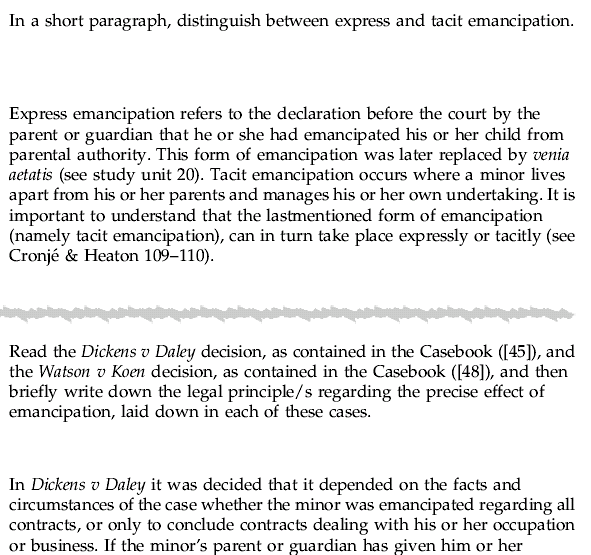 In a short paragraph, distinguish between express and tacit emancipation.
Express emancipation refers to the declaration before the court by the
parent or guardian that he or she had emancipated his or her child from
parental authority. This form of emancipation was later replaced by venia
aetatis (see study unit 20). Tacit emancipation occurs where a minor lives
apart from his or her parents and manages his or her own undertaking. It is
important to understand that the lastmentioned form of emancipation
(namely tacit emancipation), can in turn take place expressly or tacitly (see
Cronjé & Heaton 109–110).
Read the Dickens v Daley decision, as contained in the Casebook ([45]), and
the Watson v Koen decision, as contained in the Casebook ([48]), and then
briefly write down the legal principle/s regarding the precise effect of
emancipation, laid down in each of these cases.
In Dickens v Daley it was decided that it depended on the facts and
circumstances of the case whether the minor was emancipated regarding all
contracts, or only to conclude contracts dealing with his or her occupation
or business. If the minor's parent or guardian has given him or her